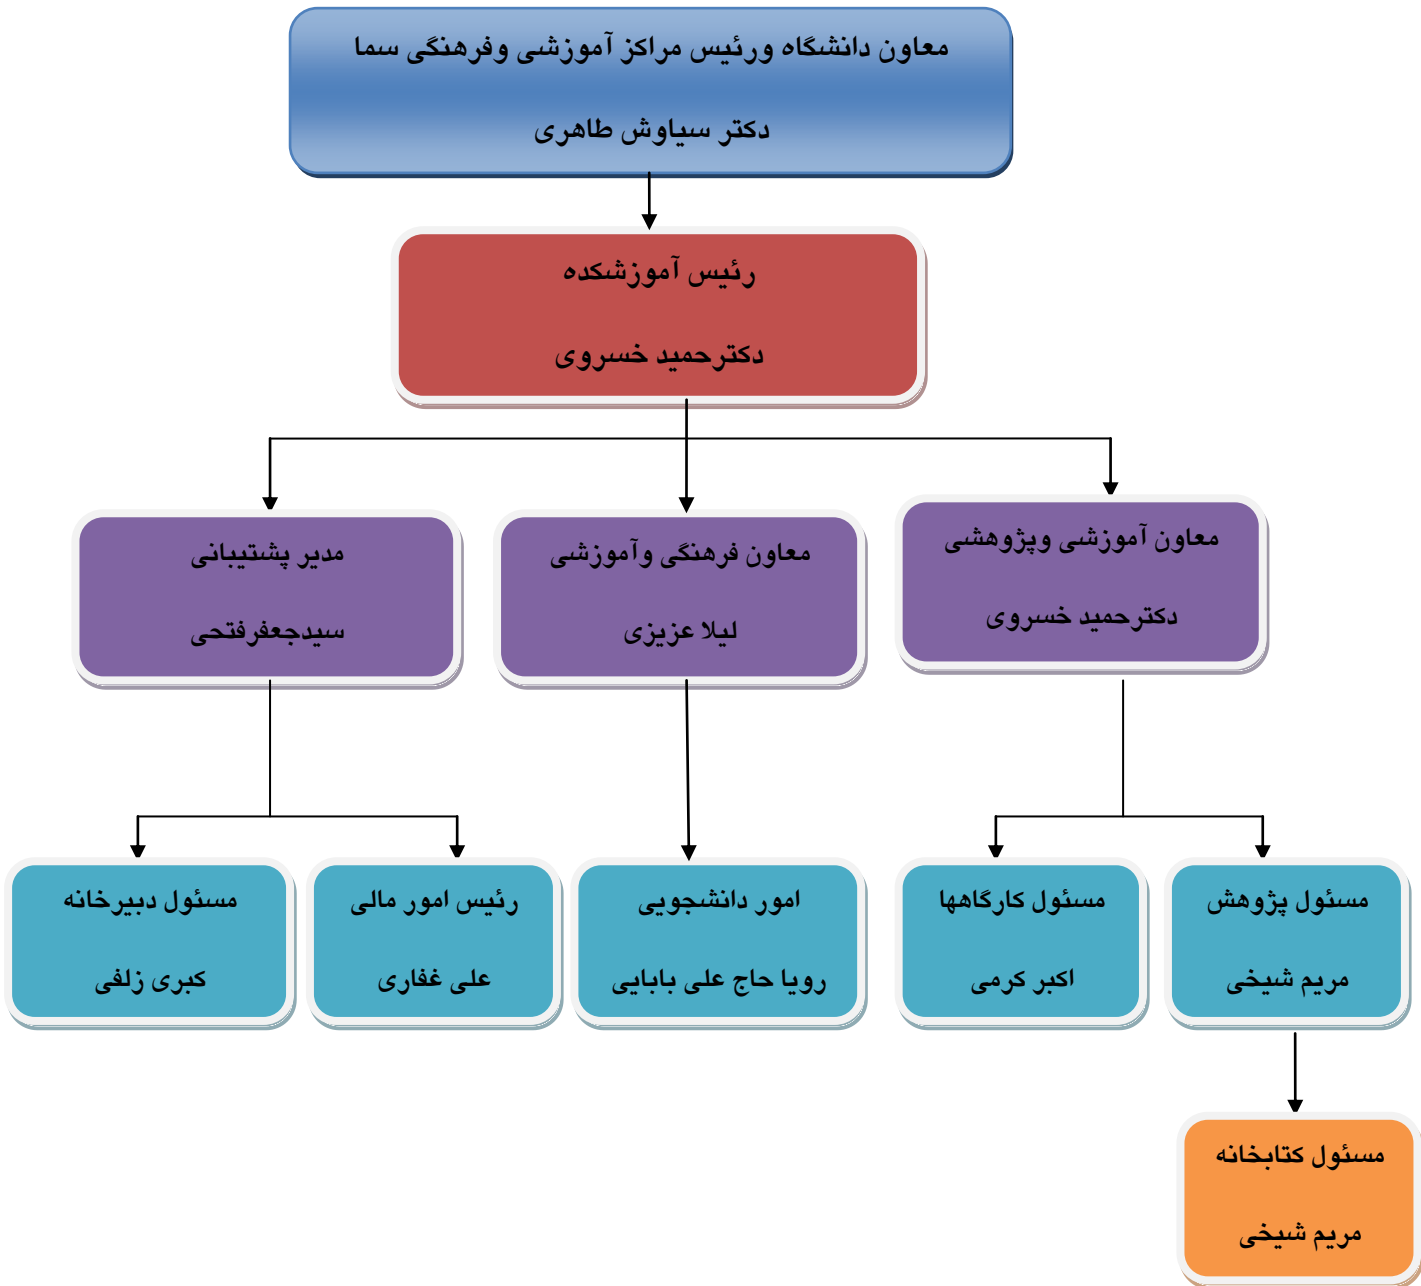 معاون دانشگاه ورئیس مراکز آموزشی وفرهنگی سما
دکتر سیاوش طاهری
رئیس آموزشکده
دکترحمید خسروی
معاون آموزشی وپژوهشی
دکترحمید خسروی
معاون فرهنگی وآموزشی
لیلا عزیزی
مدیر پشتیبانی
سیدجعفرفتحی
مسئول پژوهش
مریم شیخی
مسئول کارگاهها
اکبر کرمی
امور دانشجویی
رویا حاج علی بابایی
رئیس امور مالی
علی غفاری
مسئول دبیرخانه
کبری زلفی
مسئول کتابخانه
مریم شیخی